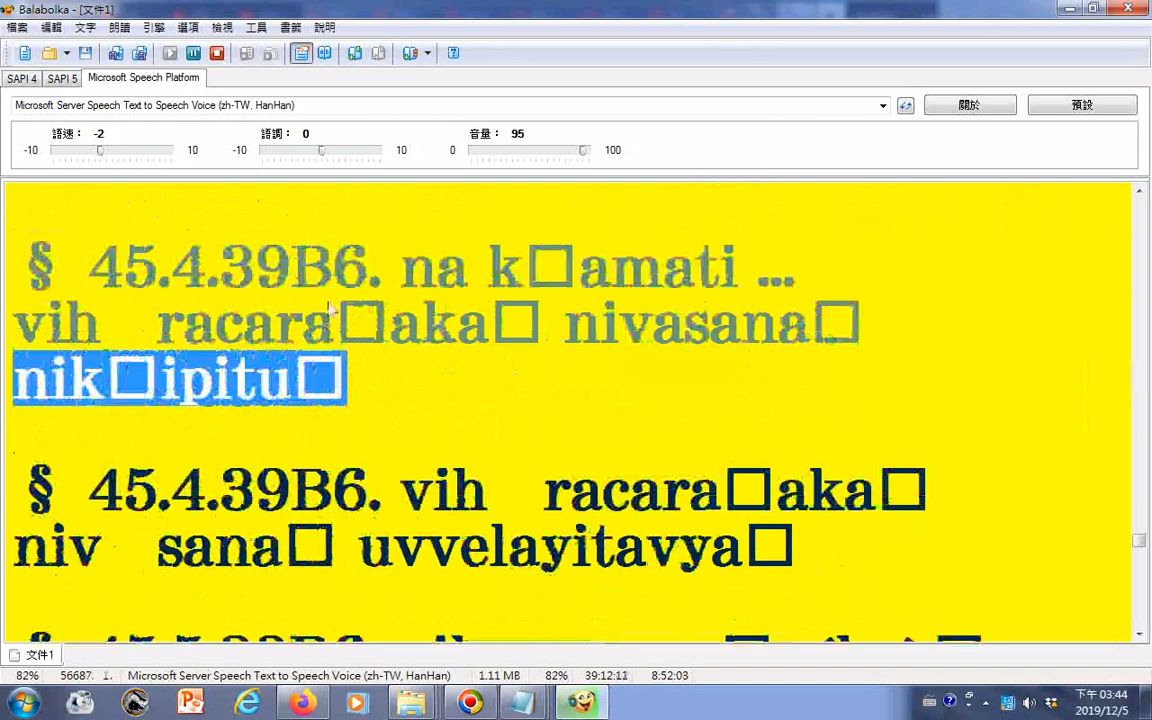 Balabolka - [文件1]
檔案 編輯 文字 朗讀 引擎 選項 檢視 工具 書籤 說明
SAPI 4 SAPI 5 Microsoft Speech Platform
Microsoft Server Speech Text to Speech Voice (zh-TW, HanHan) 關於 預設
語速： -2 語調： 0 音量： 95
-10 10 -10 10 0 100
§ 45.4.39B6. na k□amati ...
vih racara□aka□ nivasana□
nik□ipitu□
§ 45.4.39B6. vih racara□aka□
niv sana□ uvvelayitavya□
文件1
82% 56687. 1. Microsoft Server Speech Text to Speech Voice (zh-TW, HanHan) 1.11 MB 82% 39:12:11 8:52:03
下午 03:44
2019/12/5